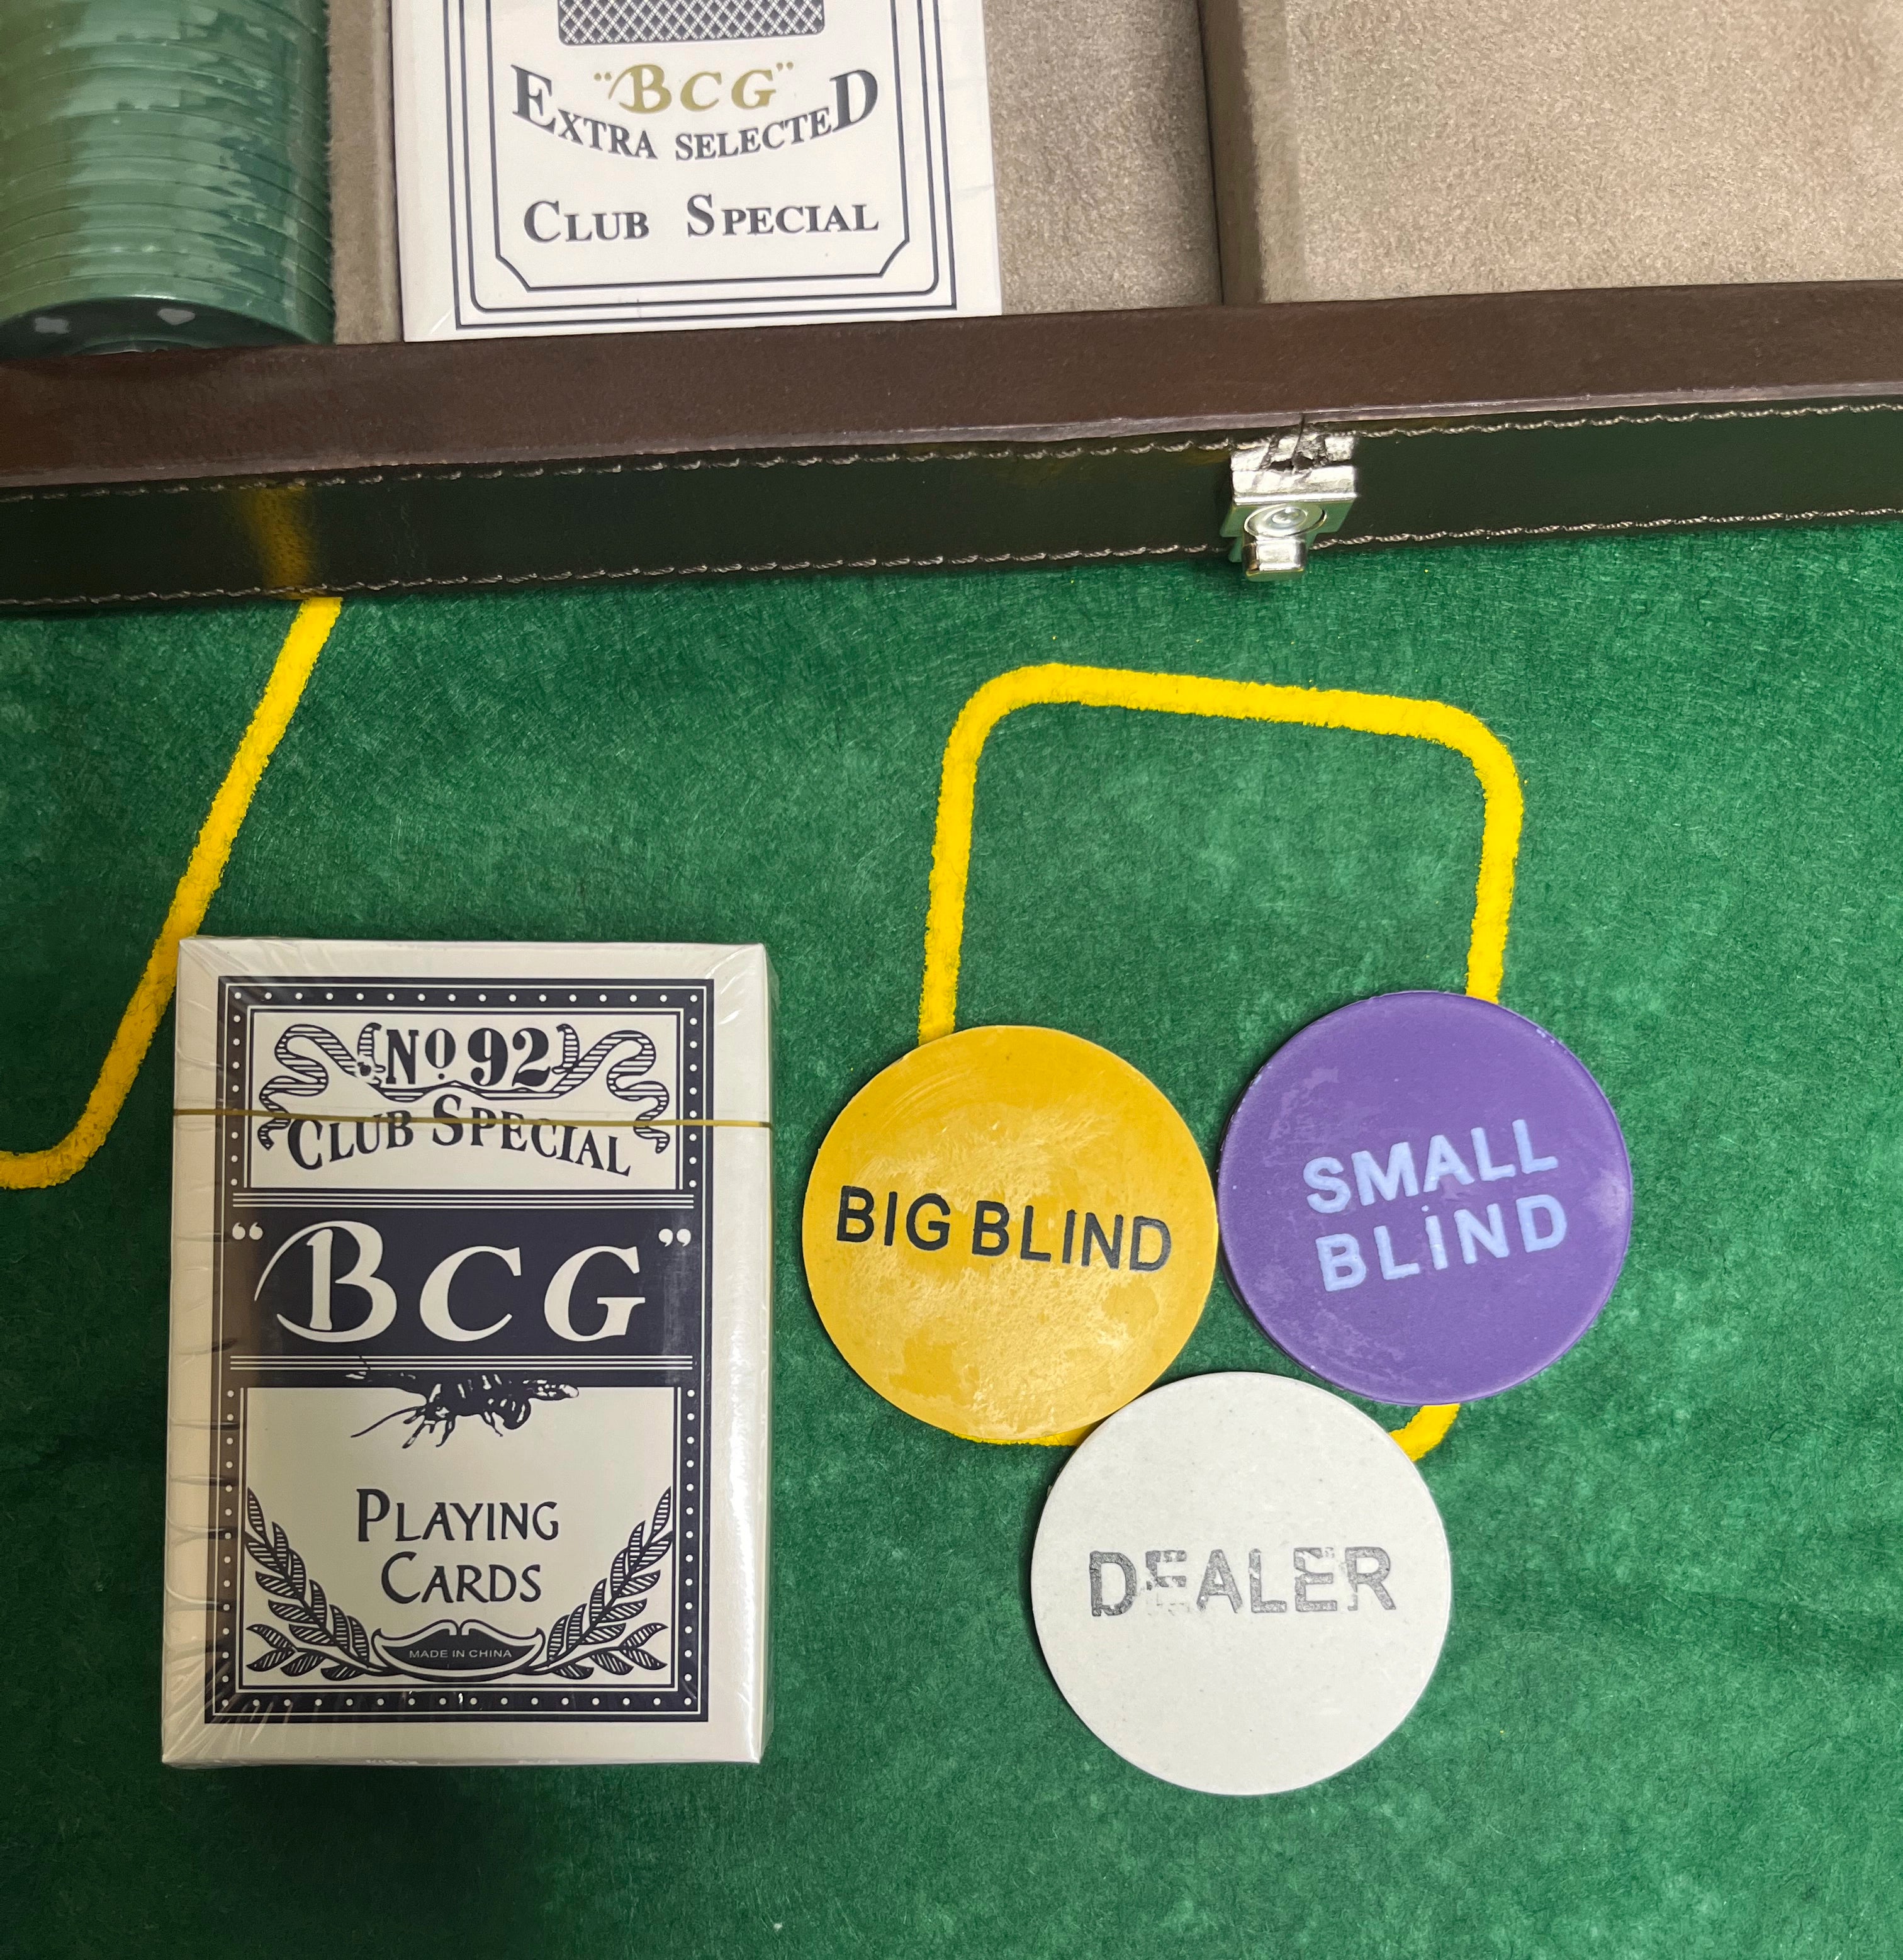 "BCG"
EXTRA SELECTED
CLUB SPECIAL
No 92
CLUB SPECIAL
"BCG"
PLAYING
CARDS
MADE IN CHINA
BIG BLIND
SMALL
BLIND
DEALER